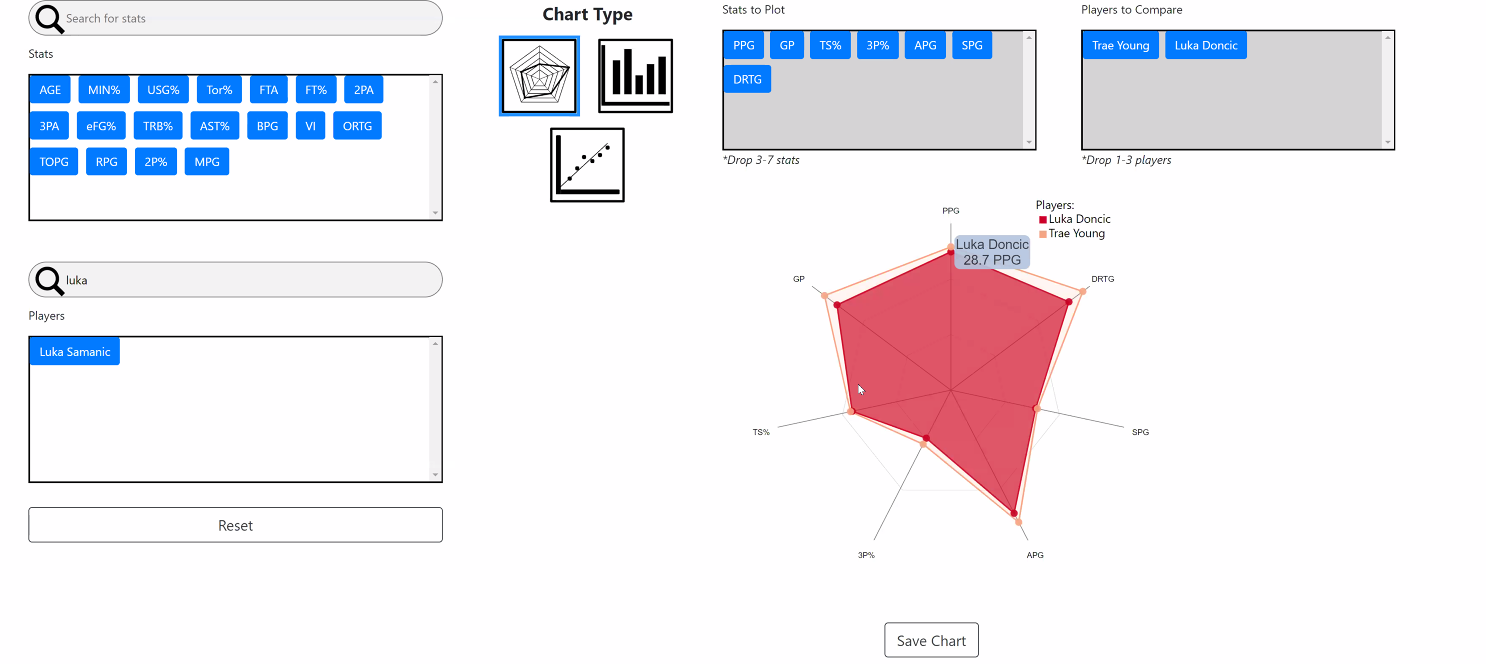 Search for stats
Stats
AGE MIN% USG% Tor% FTA FT% 2PA
3PA eFG% TRB% AST% BPG VI ORTG
TOPG RPG 2P% MPG
luka
Players
Luka Samanic
Reset
Chart Type
Stats to Plot
PPG GP TS% 3P% APG SPG
DRTG
*Drop 3-7 stats
Players to Compare
Trae Young Luka Doncic
*Drop 1-3 players
Players:
Luka Doncic
Trae Young
PPG
Luka Doncic
28.7 PPG
GP
DRTG
TS%
SPG
3P%
APG
Save Chart